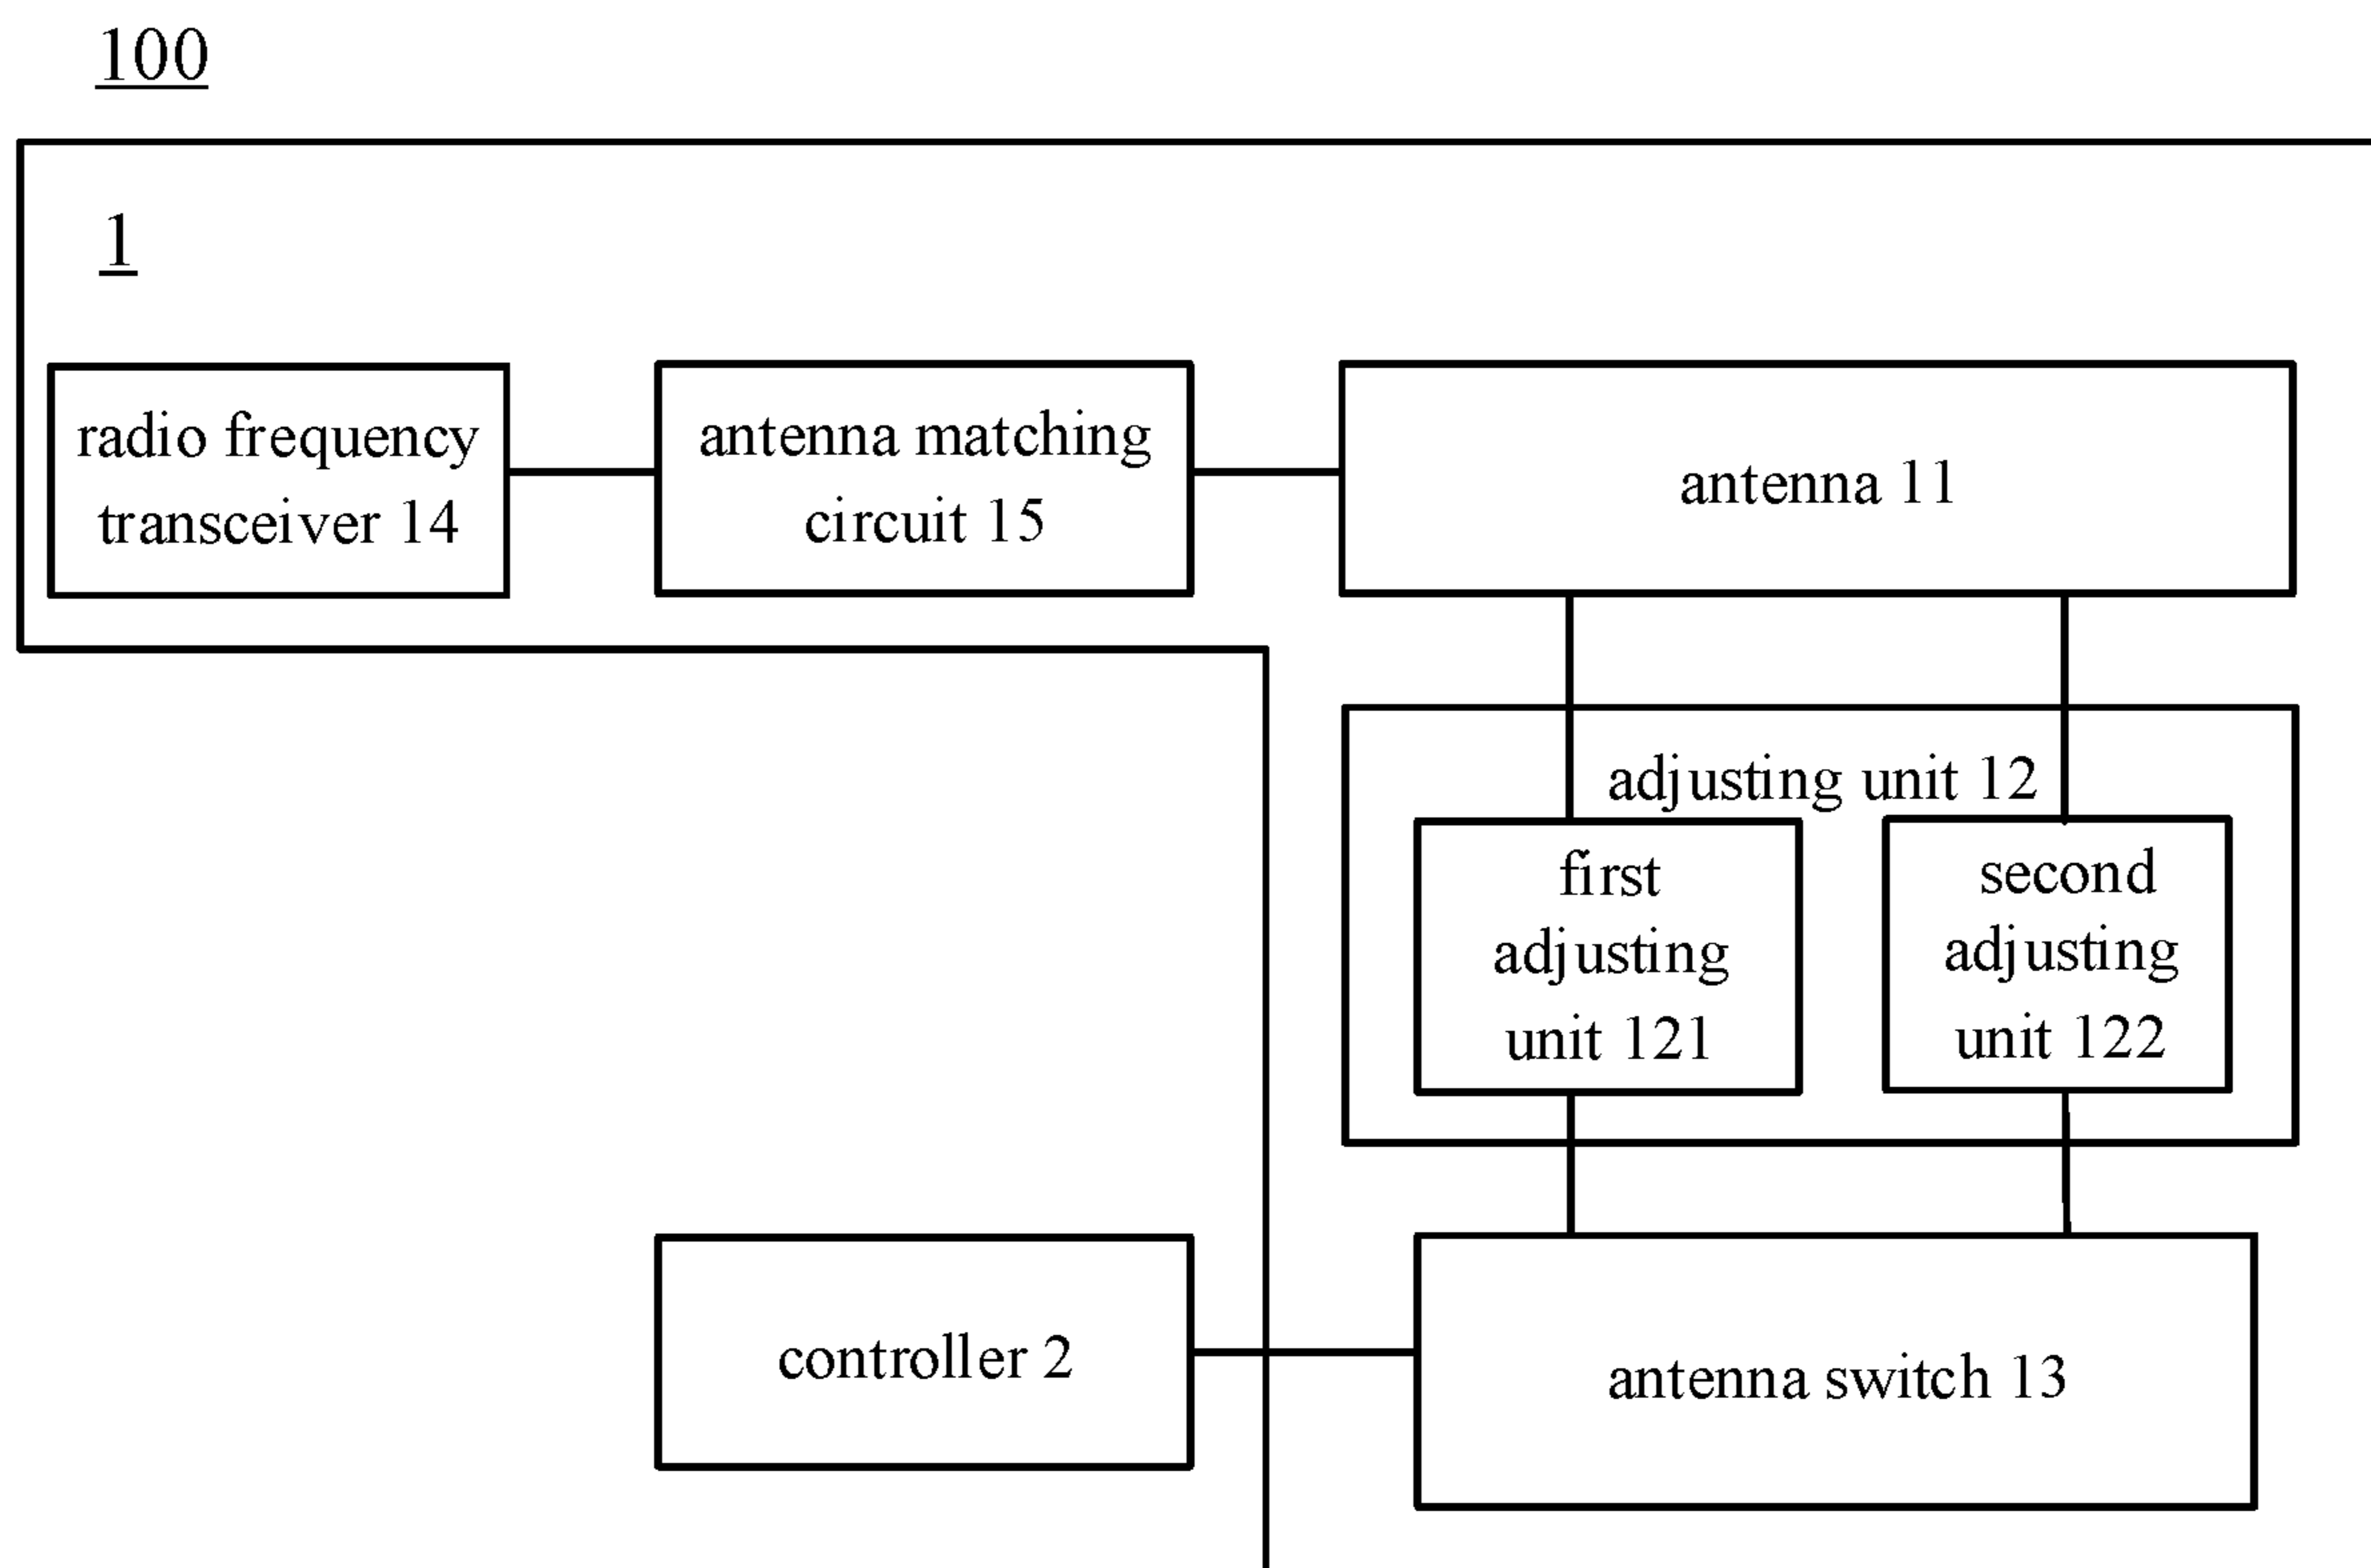 100
1
radio frequency
transceiver 14
antenna matching
circuit 15
antenna 11
adjusting unit 12
first
adjusting
unit 121
second
adjusting
unit 122
controller 2
antenna switch 13